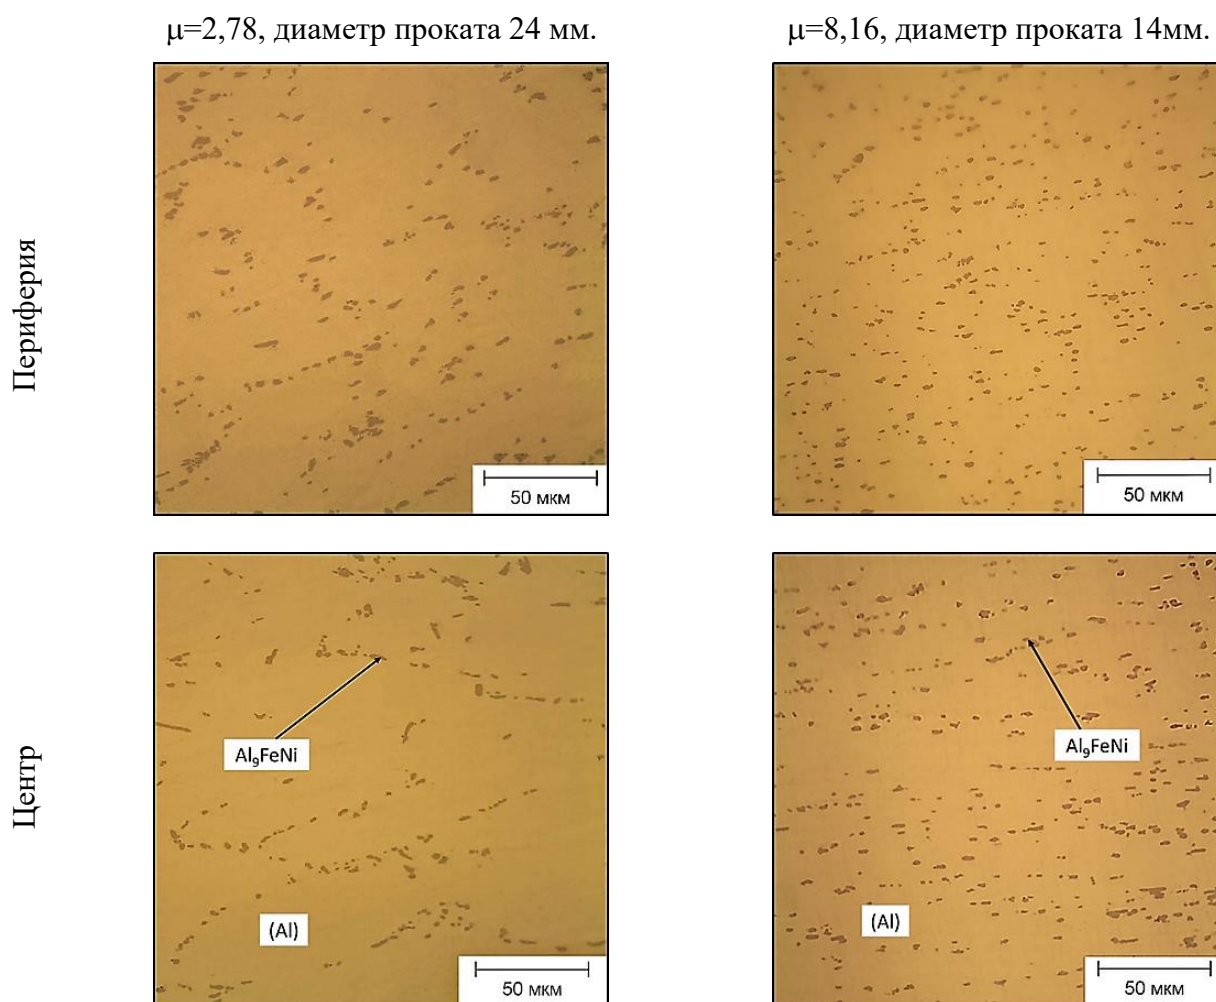 μ=2,78, диаметр проката 24 мм.
μ=8,16, диаметр проката 14мм.
Периферия
50 мкм
50 мкм
Центр
Al₉FeNi
Al₉FeNi
(Al)
(Al)
50 мкм
50 мкм